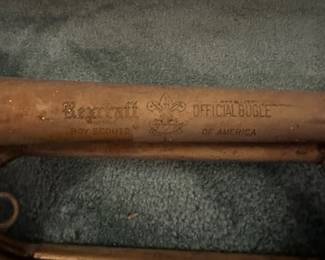 Rexcraft OFFICIAL BUGLE
BOY SCOUTS OF AMERICA